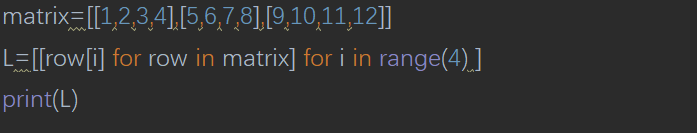 matrix=[[1,2,3,4],[5,6,7,8],[9,10,11,12]]
L=[[row[i] for row in matrix] for i in range(4) ]
print(L)